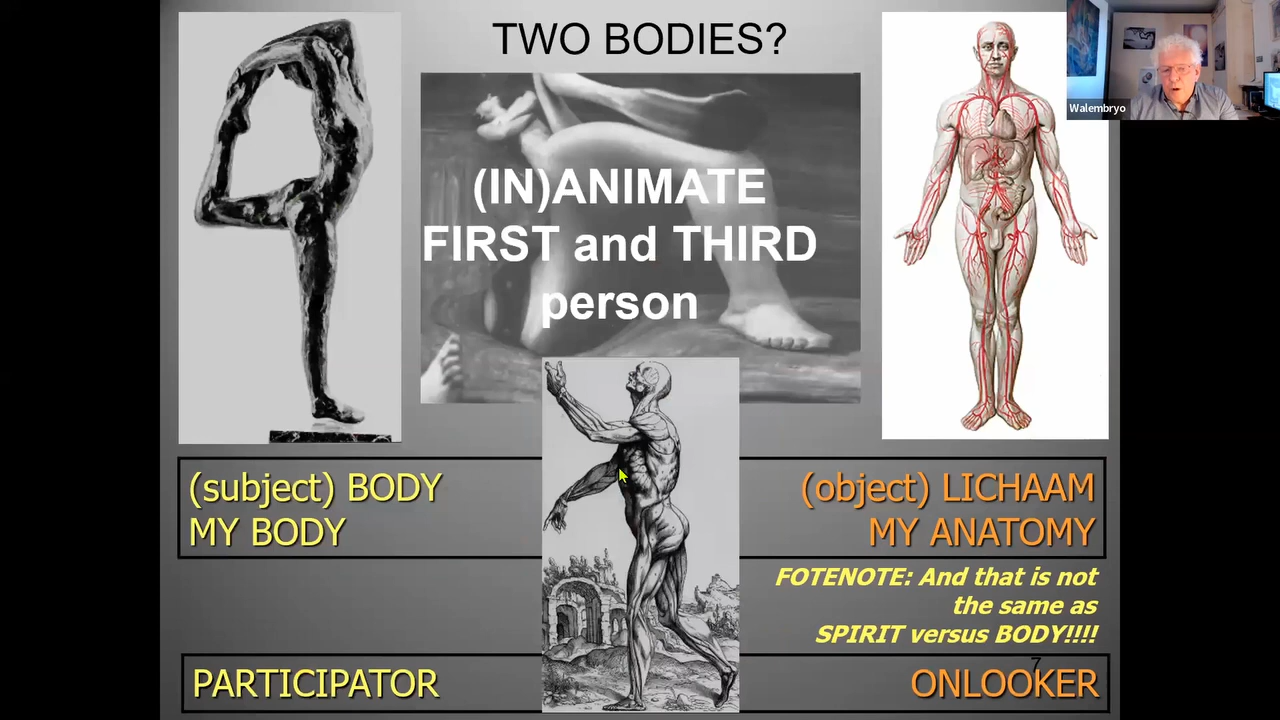 TWO BODIES?
Walembryo
(IN)ANIMATE
FIRST and THIRD
person
(subject) BODY
MY BODY
(object) LICHAAM
MY ANATOMY
FOTENOTE: And that is not
the same as
SPIRIT versus BODY!!!!
7
PARTICIPATOR
ONLOOKER